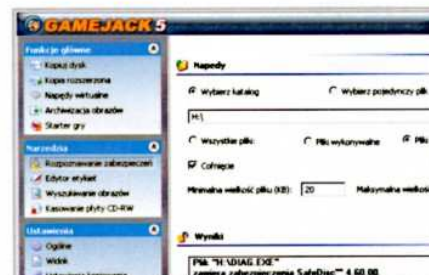 GAMEJACK 5
Funkcje główne
Kopiuj dysk
Kopia rozszerzona
Napędy wirtualne
Archiwizacja obrazów
Starter gry
Narzędzia
Rozpoznawanie zabezpieczeń
Edytor etykiet
Wyszukiwanie obrazów
Kasowanie płyty CD-RW
Ustawienia
Ogólne
Widok
Napędy
Wybierz katalog
Wybierz pojedynczy plik
H:\
Wszystkie pliki
Pliki wykonywalne
Cofnięcie
Minimalna wielkość pliku (KB): 20
Maksymalna
Wyniki
Plik "H:\DIAG.EXE"
zawiera zabezpieczenia SafeDisc™ 4.60.00